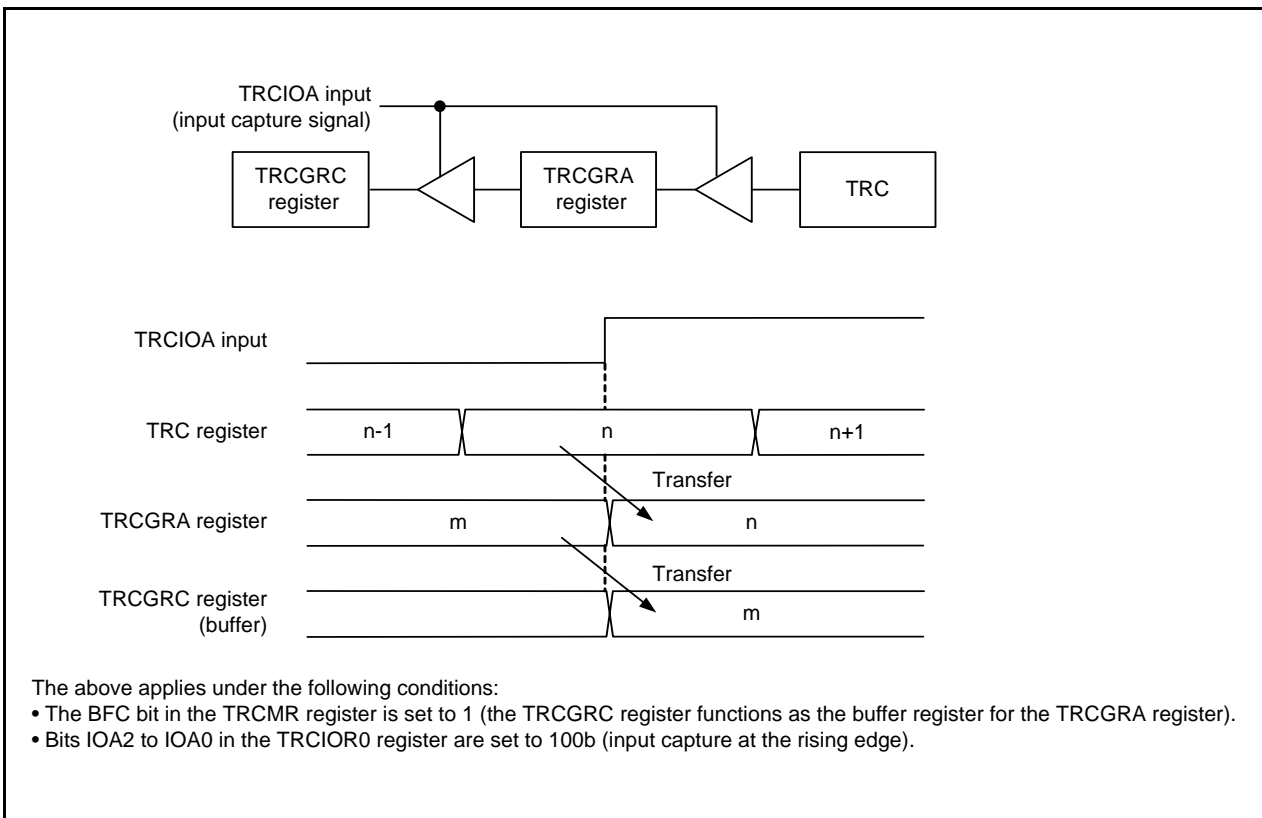 TRCIOA input
(input capture signal)
TRCGRC
register
TRCGRA
register
TRC
TRCIOA input
TRC register
n-1
n
n+1
Transfer
TRCGRA register
m
n
Transfer
TRCGRC register
(buffer)
m
The above applies under the following conditions:
• The BFC bit in the TRCMR register is set to 1 (the TRCGRC register functions as the buffer register for the TRCGRA register).
• Bits IOA2 to IOA0 in the TRCIOR0 register are set to 100b (input capture at the rising edge).